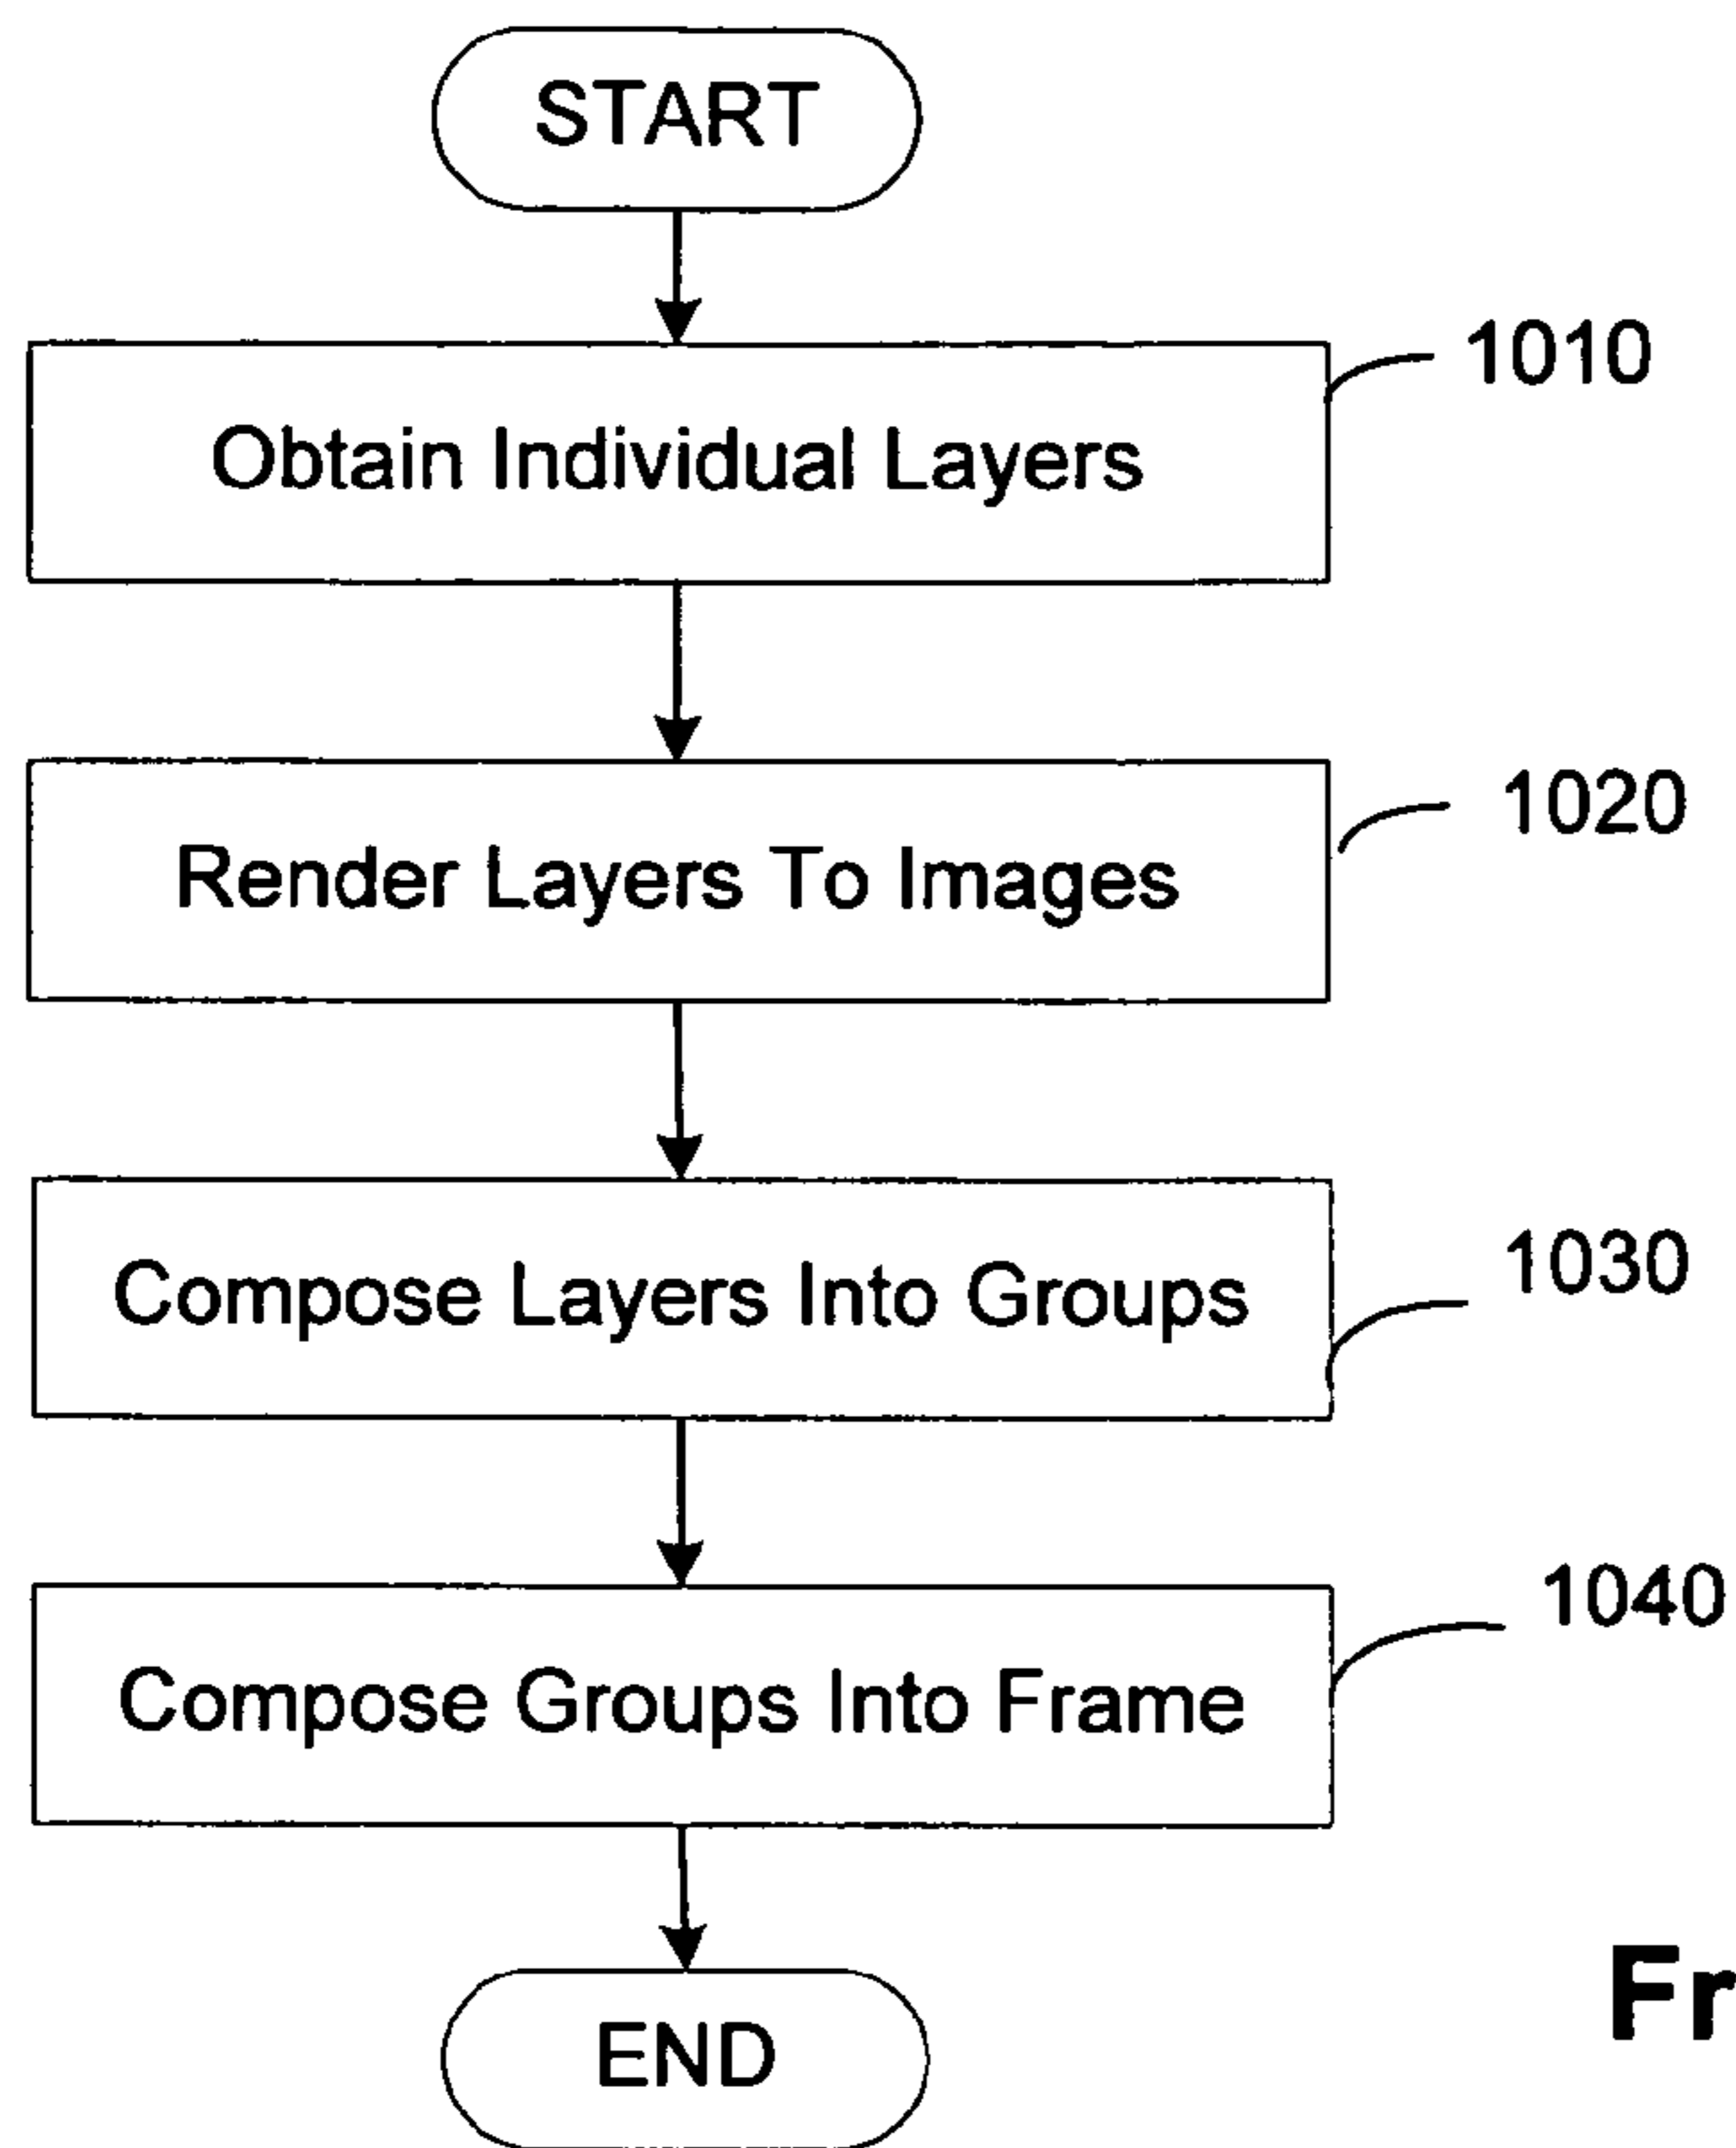 START
1010
Obtain Individual Layers
1020
Render Layers To Images
1030
Compose Layers Into Groups
1040
Compose Groups Into Frame
END
Fr